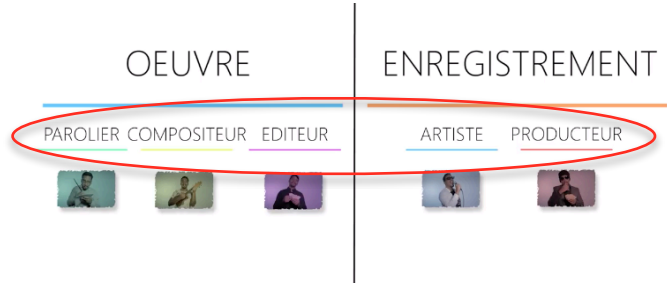 OEUVRE
ENREGISTREMENT
PAROLIER COMPOSITEUR EDITEUR
ARTISTE PRODUCTEUR